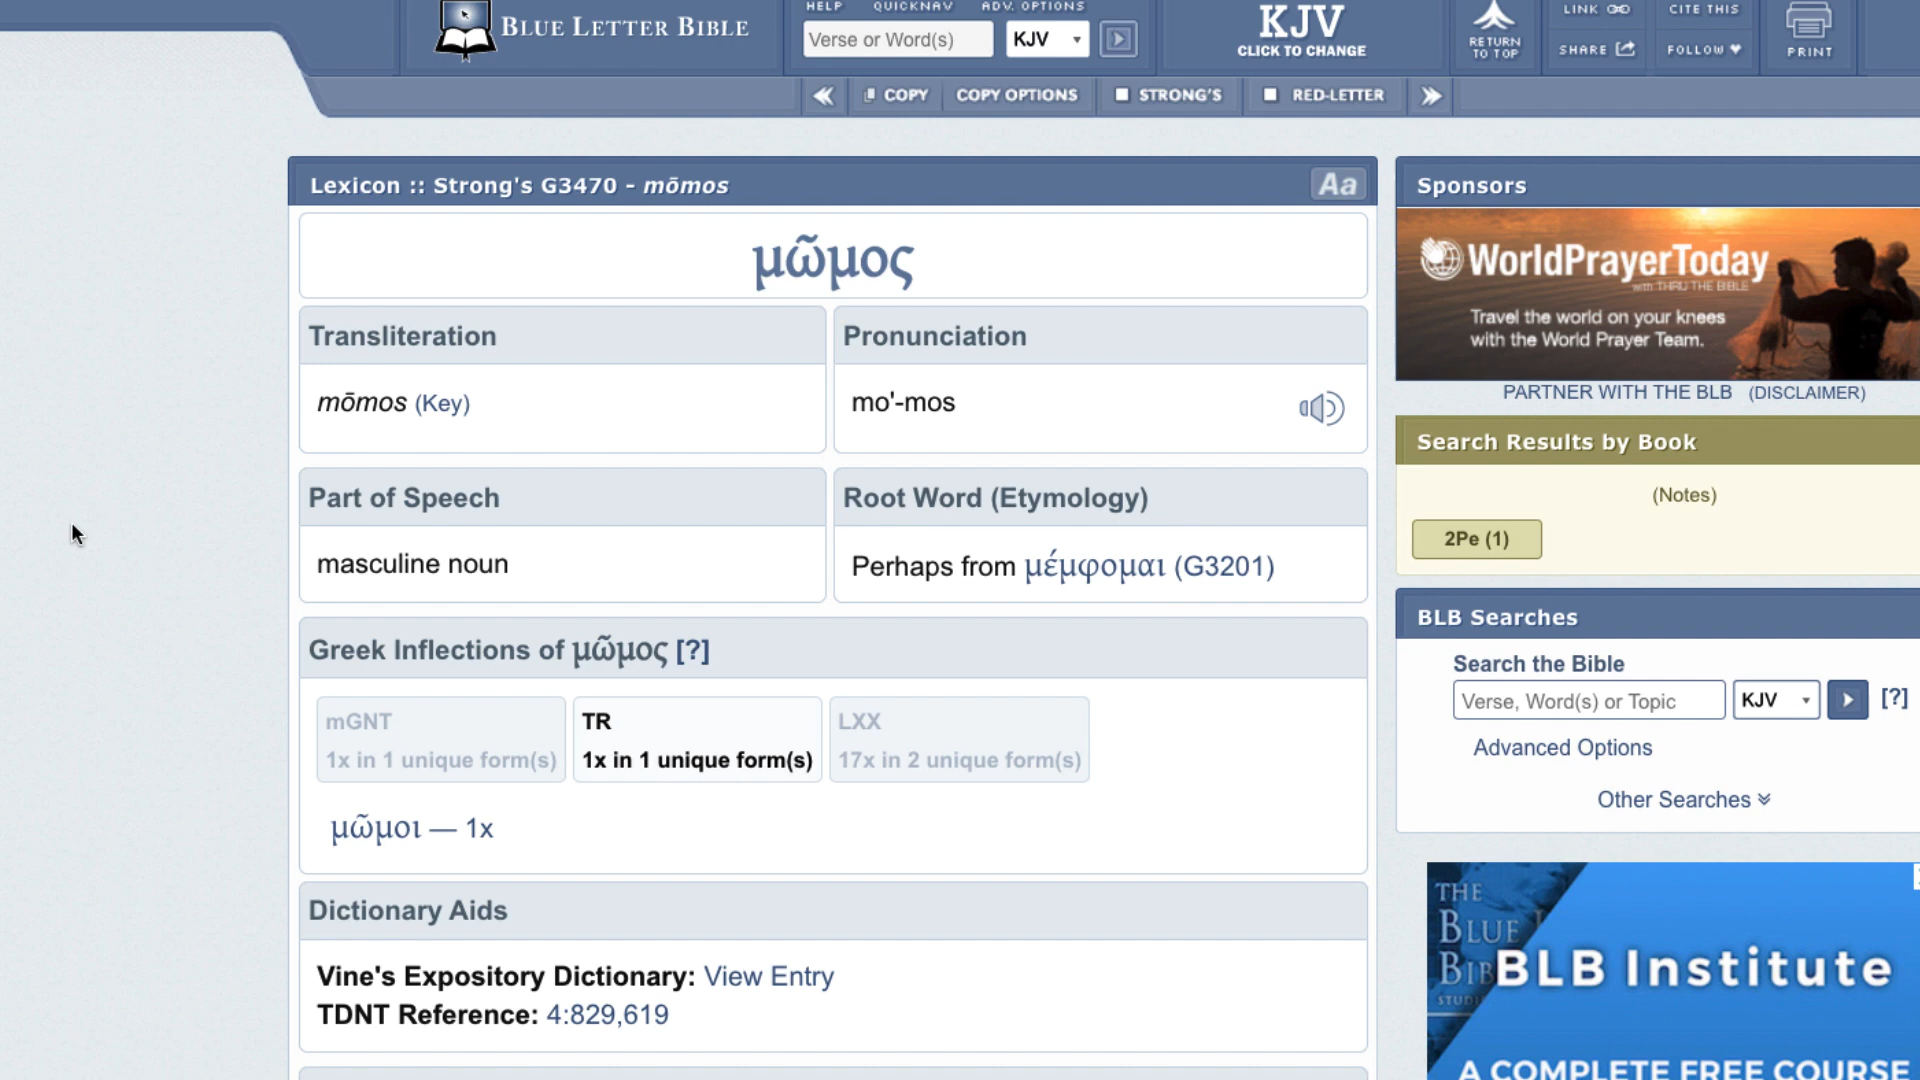 HELP QUICKNAV ADV. OPTIONS
BLUE LETTER BIBLE
Verse or Word(s)
KJV
KJV
CLICK TO CHANGE
RETURN
TO TOP
LINK
CITE THIS
SHARE
FOLLOW
PRINT
COPY
COPY OPTIONS
STRONG'S
RED-LETTER
Lexicon :: Strong's G3470 - mōmos
Aa
μῶμος
Transliteration
mōmos (Key)
Pronunciation
mo'-mos
Part of Speech
masculine noun
Root Word (Etymology)
Perhaps from μέμφομαι (G3201)
Greek Inflections of μῶμος [?]
mGNT
1x in 1 unique form(s)
TR
1x in 1 unique form(s)
LXX
17x in 2 unique form(s)
μῶμοι — 1x
Dictionary Aids
Vine's Expository Dictionary: View Entry
TDNT Reference: 4:829,619
Sponsors
WorldPrayerToday
with THRU THE BIBLE
Travel the world on your knees
with the World Prayer Team.
PARTNER WITH THE BLB (DISCLAIMER)
Search Results by Book
(Notes)
2Pe (1)
BLB Searches
Search the Bible
Verse, Word(s) or Topic
KJV
[?]
Advanced Options
Other Searches
THE
BLUE
BIB
BLB Institute
A COMPLETE FREE COURSE